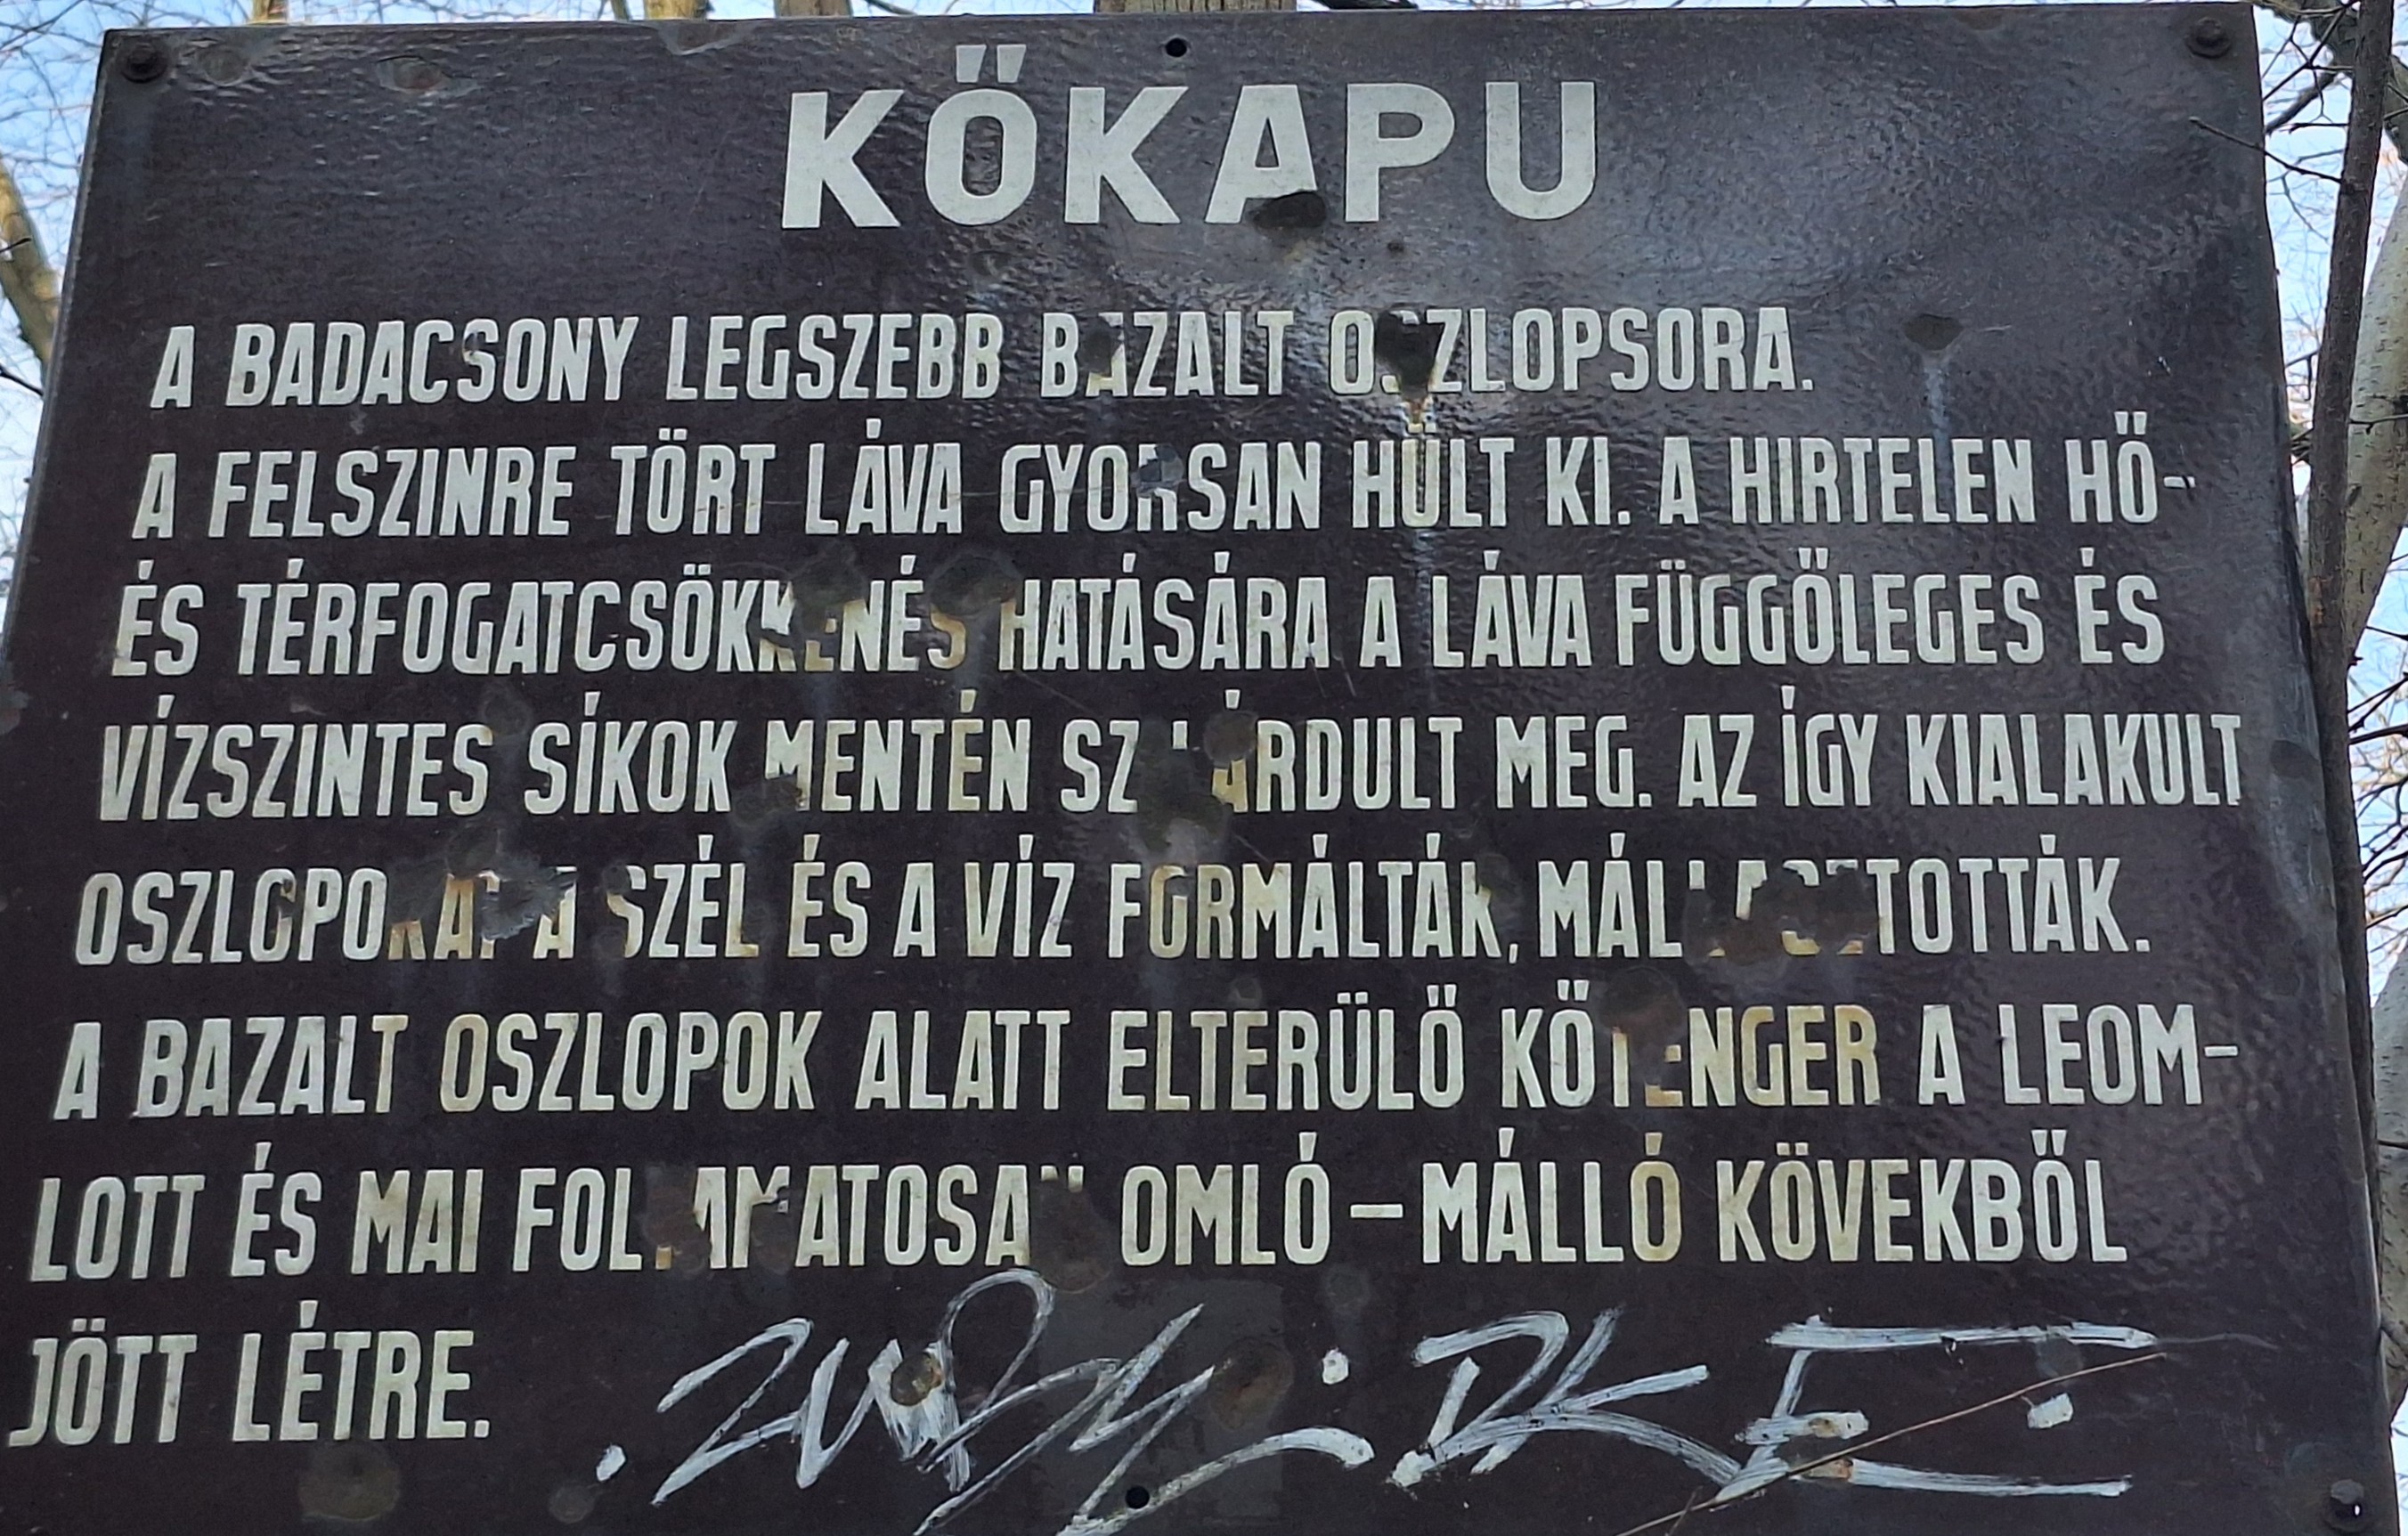 KŐKAPU
A BADACSONY LEGSZEBB BAZALT OSZLOPSORA.
A FELSZINRE TÖRT LÁVA GYORSAN HŰLT KI. A HIRTELEN HŐ-
ÉS TÉRFOGATCSÖKKENÉS HATÁSÁRA A LÁVA FÜGGŐLEGES ÉS
VÍZSZINTES SÍKOK MENTÉN SZILÁRDULT MEG. AZ ÍGY KIALAKULT
OSZLOPOKAT A SZÉL ÉS A VÍZ FORMÁLTÁK, MÁLLASZTOTTÁK.
A BAZALT OSZLOPOK ALATT ELTERÜLŐ KŐTENGER A LEOM-
LOTT ÉS MAI FOLYAMATOSAN OMLÓ-MÁLLÓ KÖVEKBŐL
JÖTT LÉTRE.